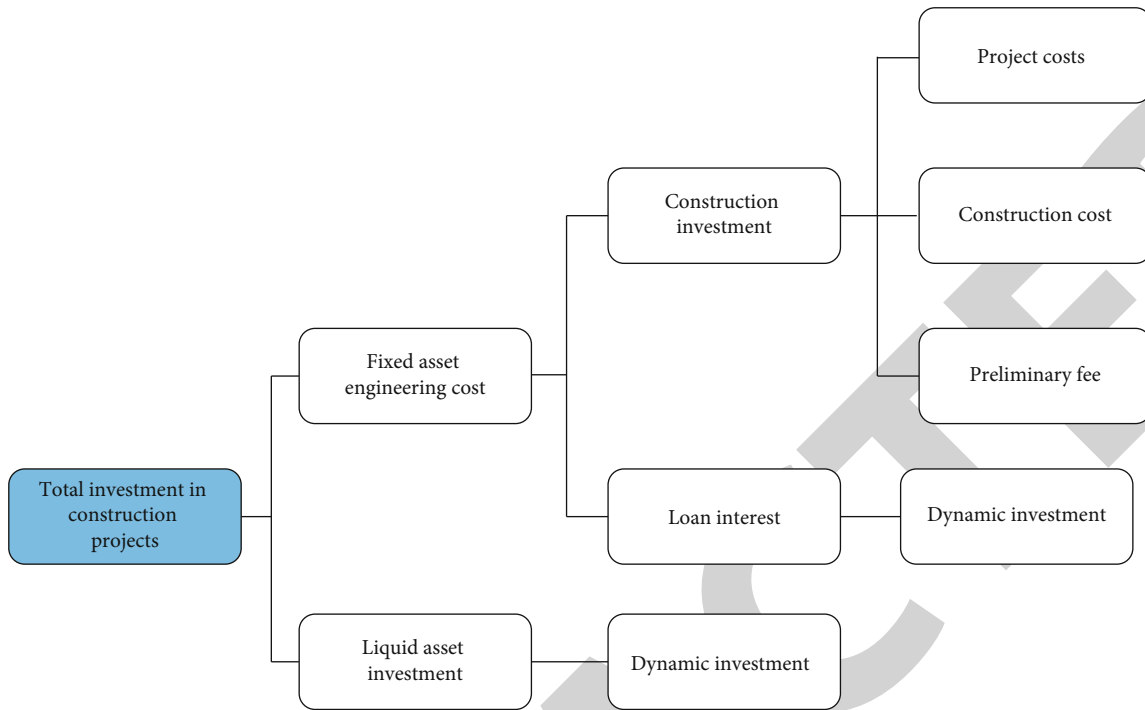 Project costs
Construction
investment
Construction cost
Fixed asset
engineering cost
Preliminary fee
Total investment in
construction
projects
Loan interest
Dynamic investment
Liquid asset
investment
Dynamic investment